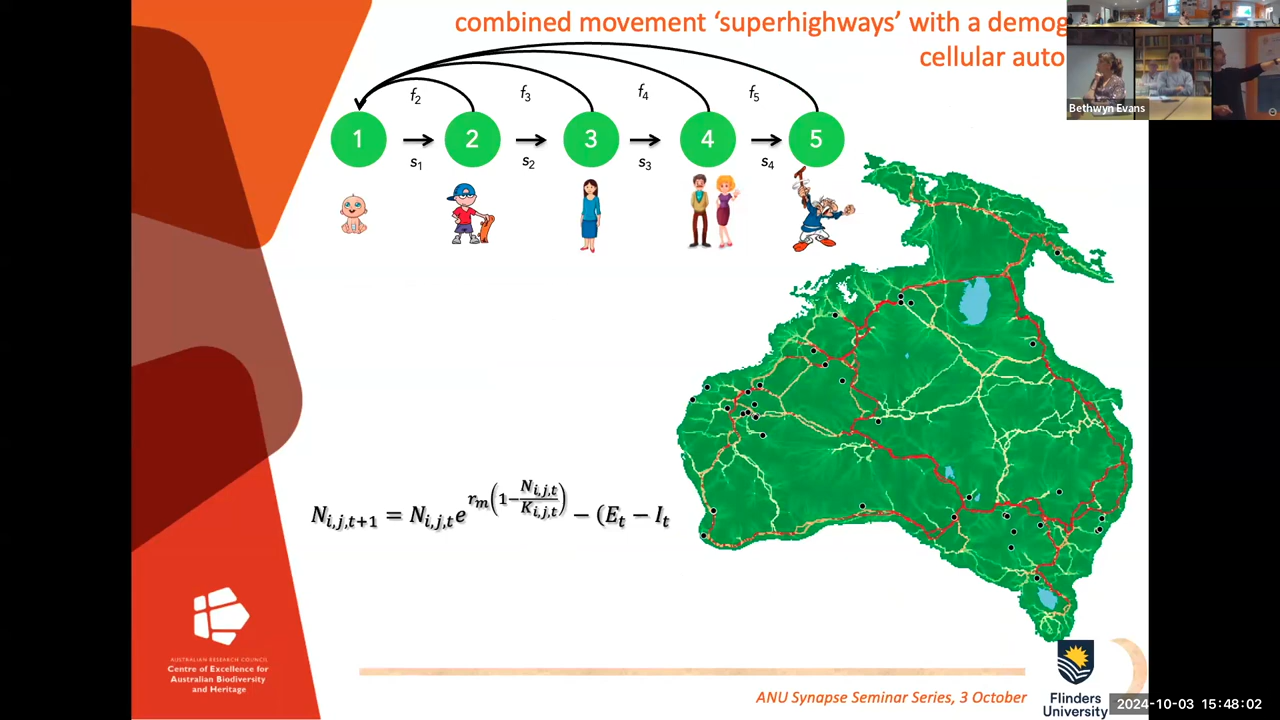 combined movement ‘superhighways’ with a demog
cellular auto
Bethwyn Evans
f2 f3 f4 f5
1 2 3 4 5
s1 s2 s3 s4
N_{i,j,t+1} = N_{i,j,t}e^{r_m(1-\frac{N_{i,j,t}}{K_{i,j,t}})} − (E_t − I_t
AUSTRALIAN RESEARCH COUNCIL
Centre of Excellence for
Australian Biodiversity
and Heritage
ANU Synapse Seminar Series, 3 October
Flinders
University
2024-10-03 15:48:02